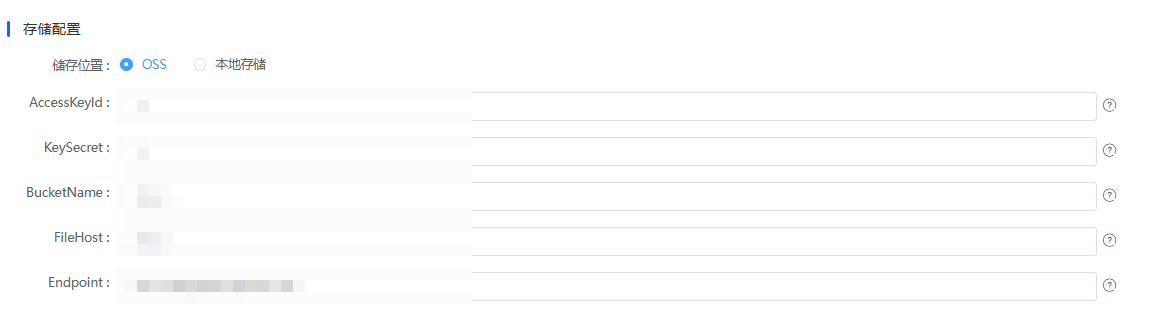 存储配置
储存位置 : OSS 本地存储
AccessKeyId :
KeySecret :
BucketName :
FileHost :
Endpoint :